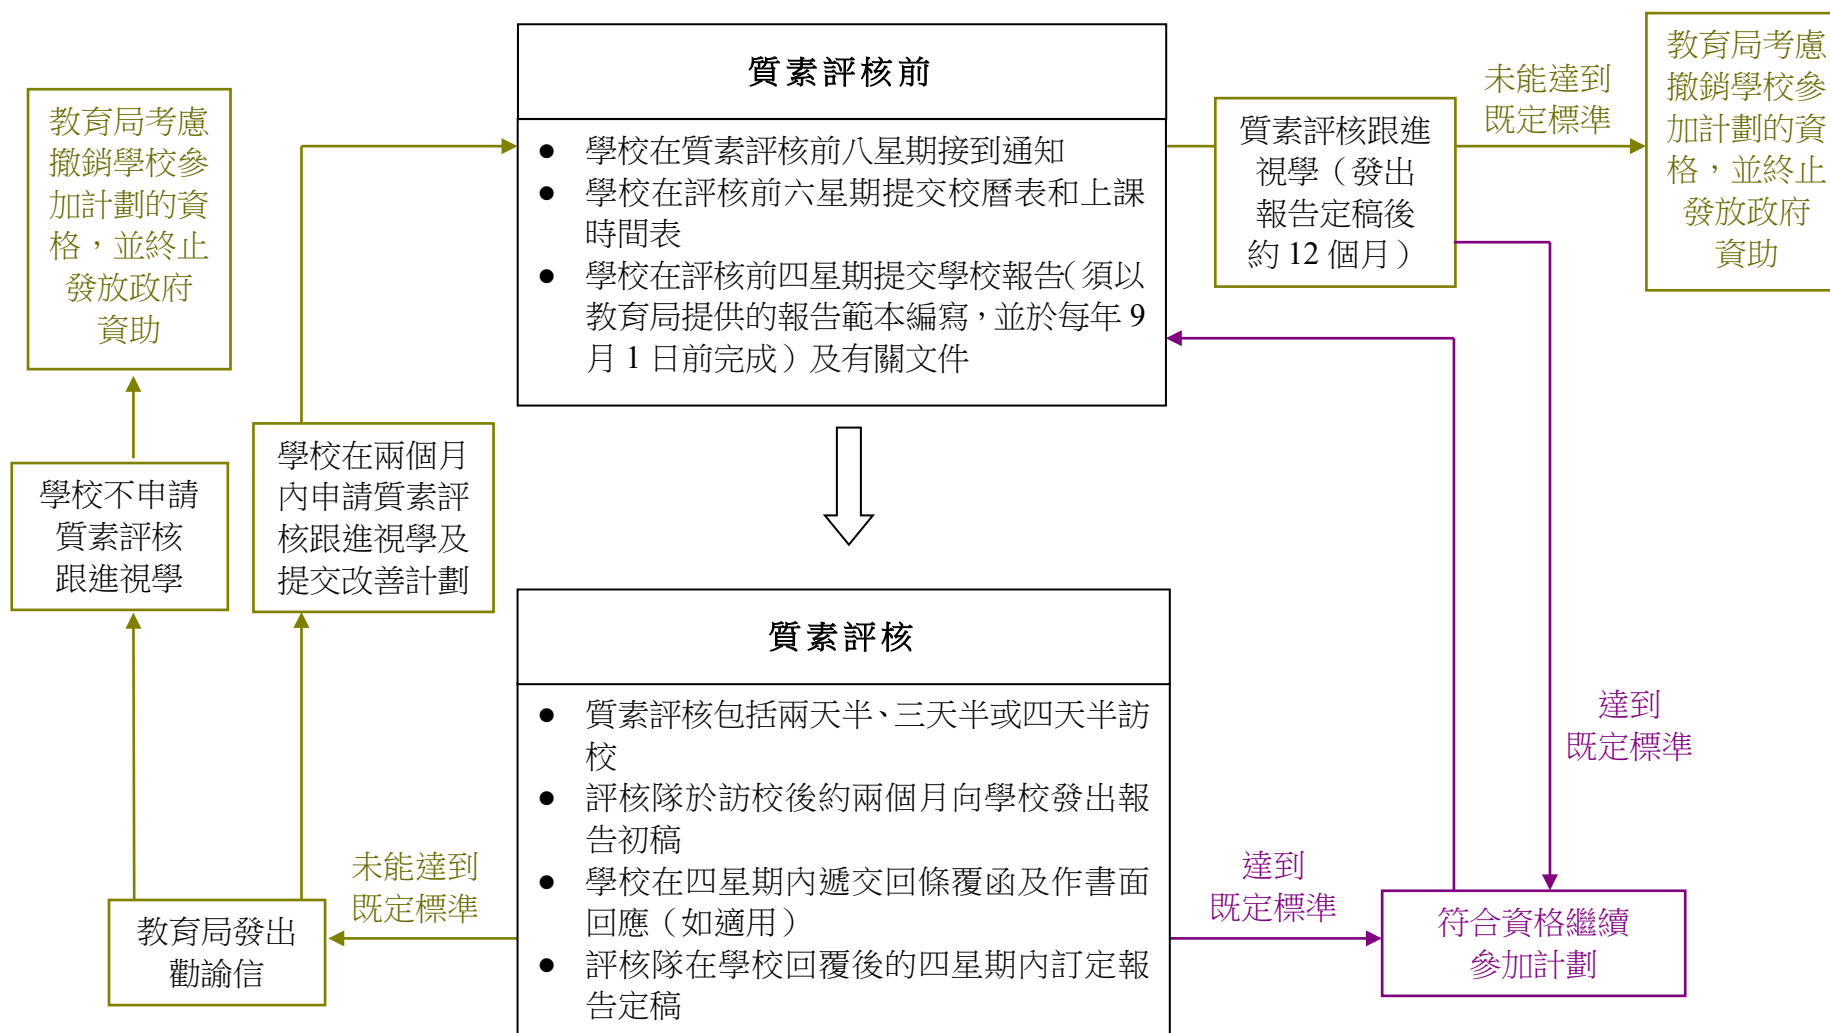 質素評核前
● 學校在質素評核前八星期接到通知
● 學校在評核前六星期提交校曆表和上課
時間表
● 學校在評核前四星期提交學校報告（須以
教育局提供的報告範本編寫，並於每年 9
月 1 日前完成）及有關文件
教育局考慮
撤銷學校參
加計劃的資
格，並終止
發放政府
資助
學校不申請
質素評核
跟進視學
學校在兩個月
內申請質素評
核跟進視學及
提交改善計劃
質素評核跟進
視學（發出
報告定稿後
約 12 個月）
未能達到
既定標準
教育局考慮
撤銷學校參
加計劃的資
格，並終止
發放政府
資助
質素評核
● 質素評核包括兩天半、三天半或四天半訪
校
● 評核隊於訪校後約兩個月向學校發出報
告初稿
● 學校在四星期內遞交回條覆函及作書面
回應（如適用）
● 評核隊在學校回覆後的四星期內訂定報
告定稿
未能達到
既定標準
教育局發出
勸諭信
達到
既定標準
達到
既定標準
符合資格繼續
參加計劃